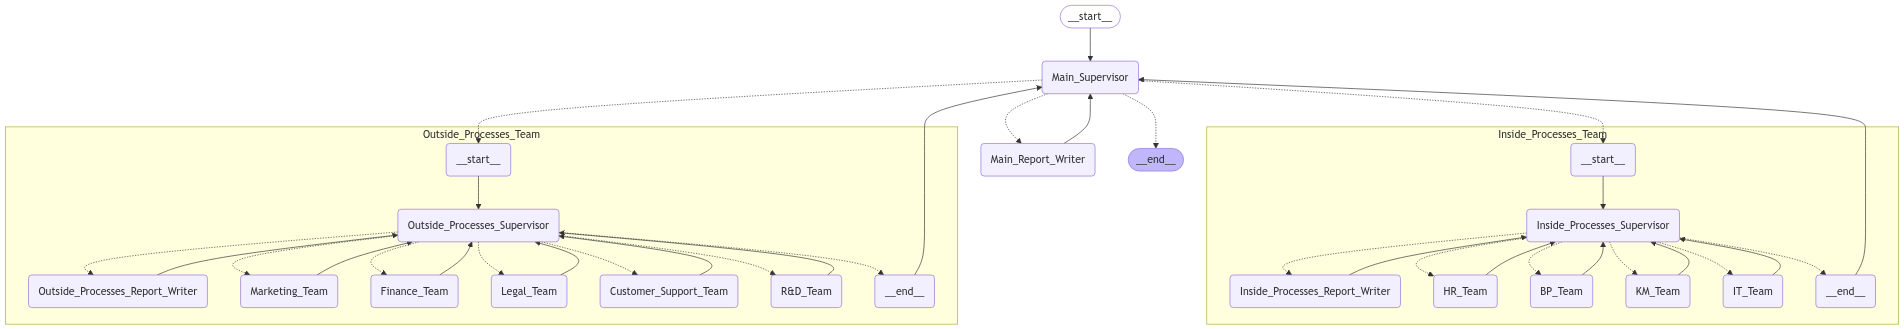 __start__
Main_Supervisor
Outside_Processes_Team
Inside_Processes_Team
__start__
Main_Report_Writer
__end__
__start__
Outside_Processes_Supervisor
Inside_Processes_Supervisor
Outside_Processes_Report_Writer
Marketing_Team
Finance_Team
Legal_Team
Customer_Support_Team
R&D_Team
__end__
Inside_Processes_Report_Writer
HR_Team
BP_Team
KM_Team
IT_Team
__end__